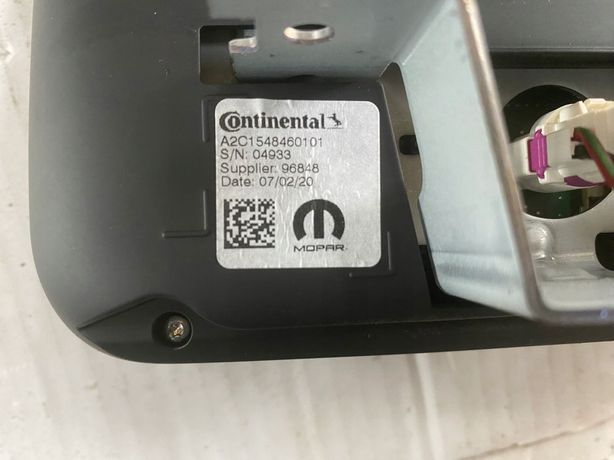 Continental
A2C1548460101
S/N: 04933
Supplier: 96848
Date: 07/02/20
MOPAR